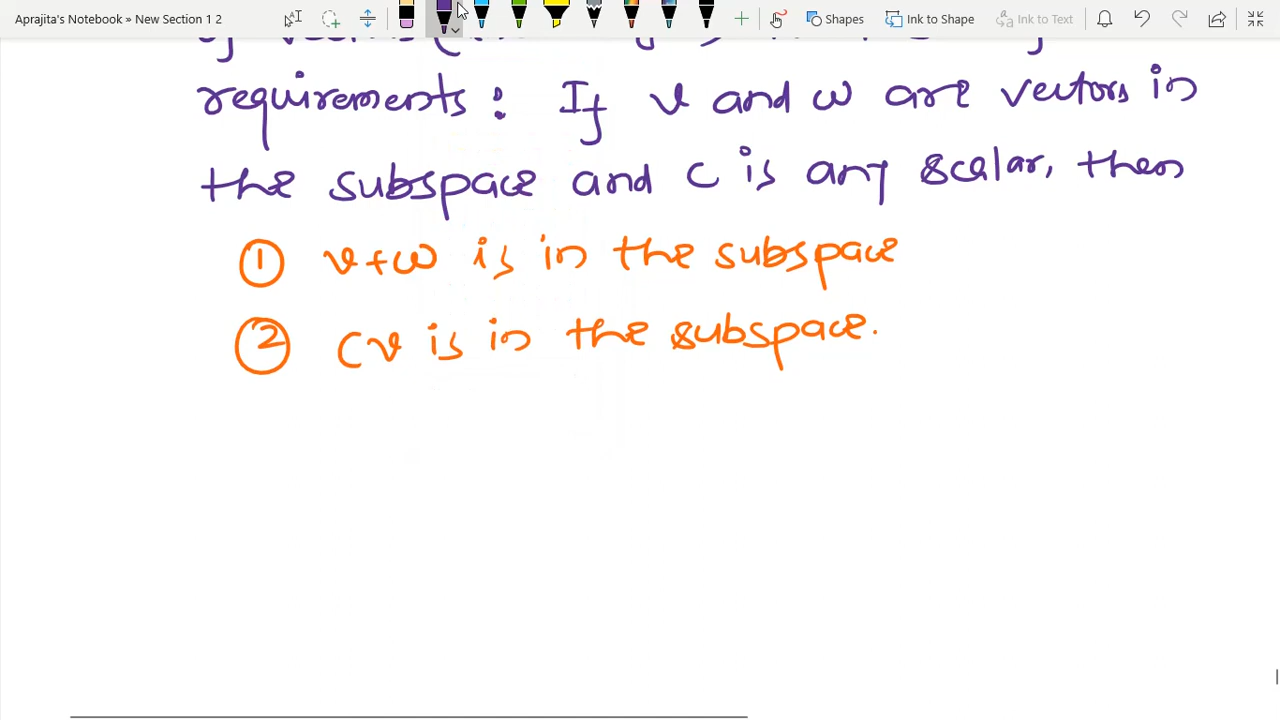 Aprajita's Notebook » New Section 1 2
Shapes
Ink to Shape
Ink to Text
requirements: If v and w are vectors in
the subspace and c is any scalar, then
① v+w is in the subspace
② cv is in the subspace.